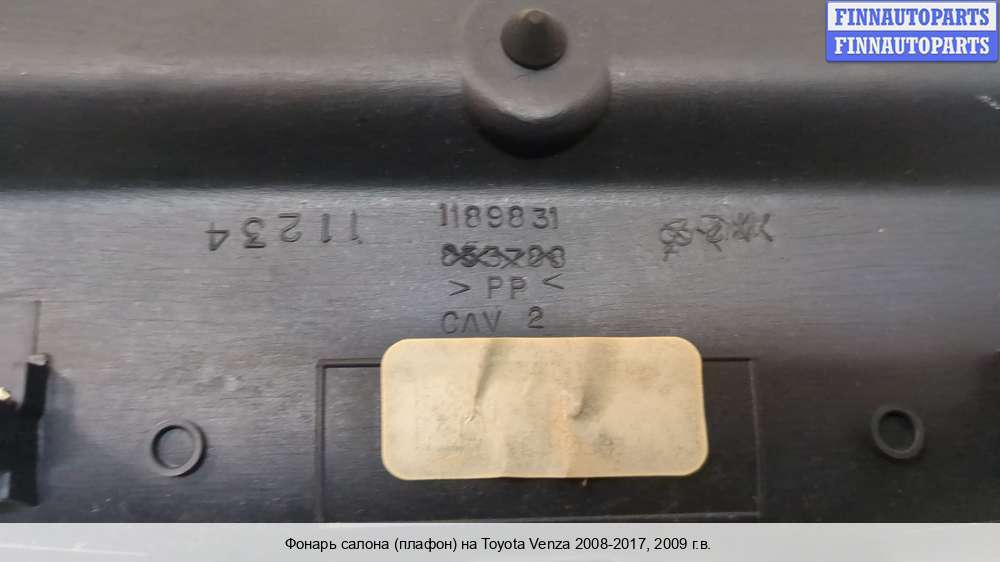 FINNAUTOPARTS
FINNAUTOPARTS
11234
1189831
> PP <
CAV 2
Фонарь салона (плафон) на Toyota Venza 2008-2017, 2009 г.в.